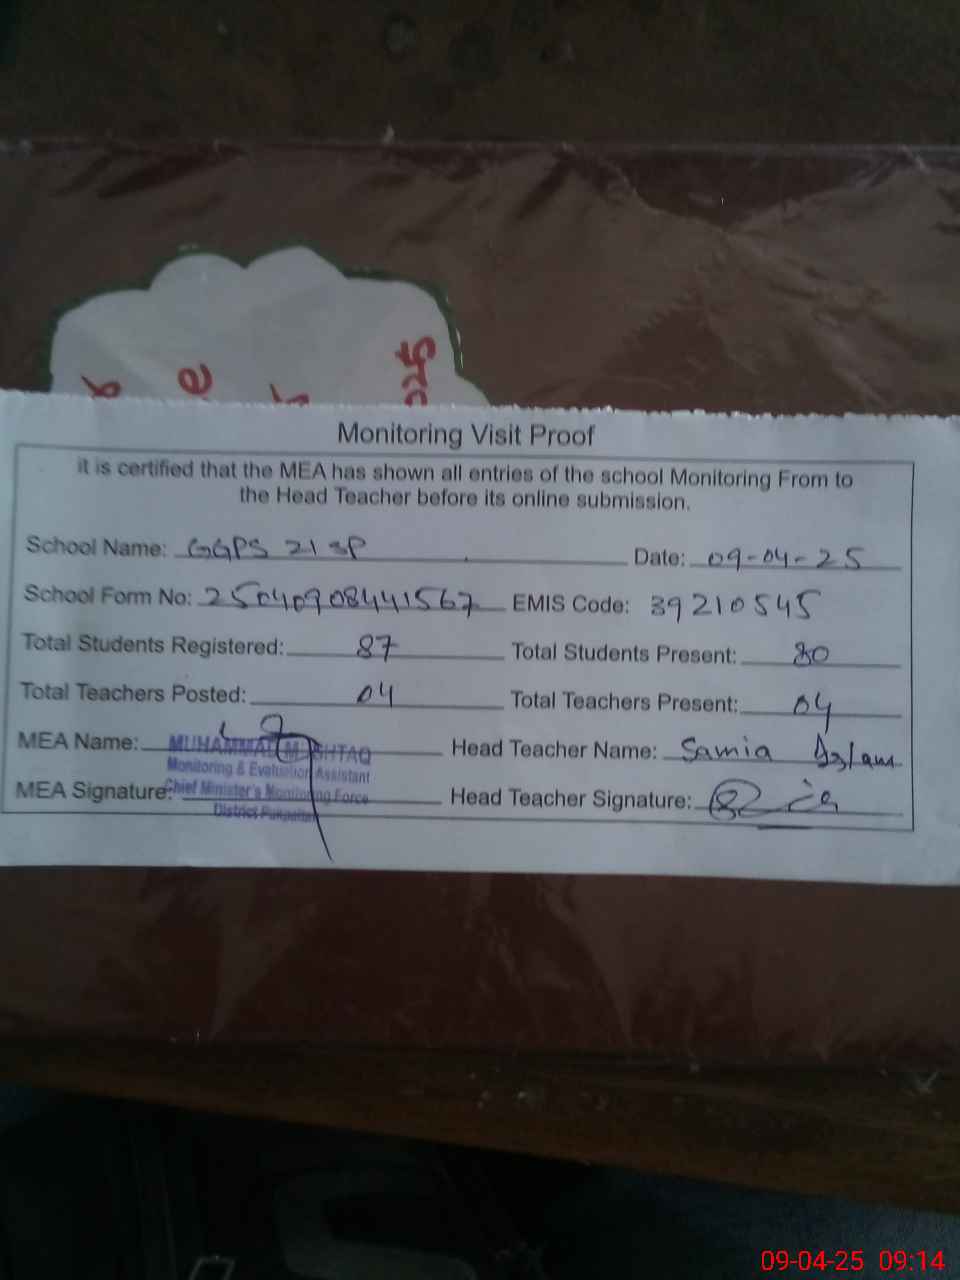 Monitoring Visit Proof
it is certified that the MEA has shown all entries of the school Monitoring From to
the Head Teacher before its online submission.
School Name: GGPS 21 SP Date: 09-04-25
School Form No: 25040908441567 EMIS Code: 39210545
Total Students Registered: 87 Total Students Present: 80
Total Teachers Posted: 04 Total Teachers Present: 04
MEA Name: MUHAMMAD MUSHTAQ Head Teacher Name: Samia Aslam
Monitoring & Evaluation Assistant
MEA Signature: Head Teacher Signature:
Chief Minister's Monitoring Force
District
09-04-25 09:14